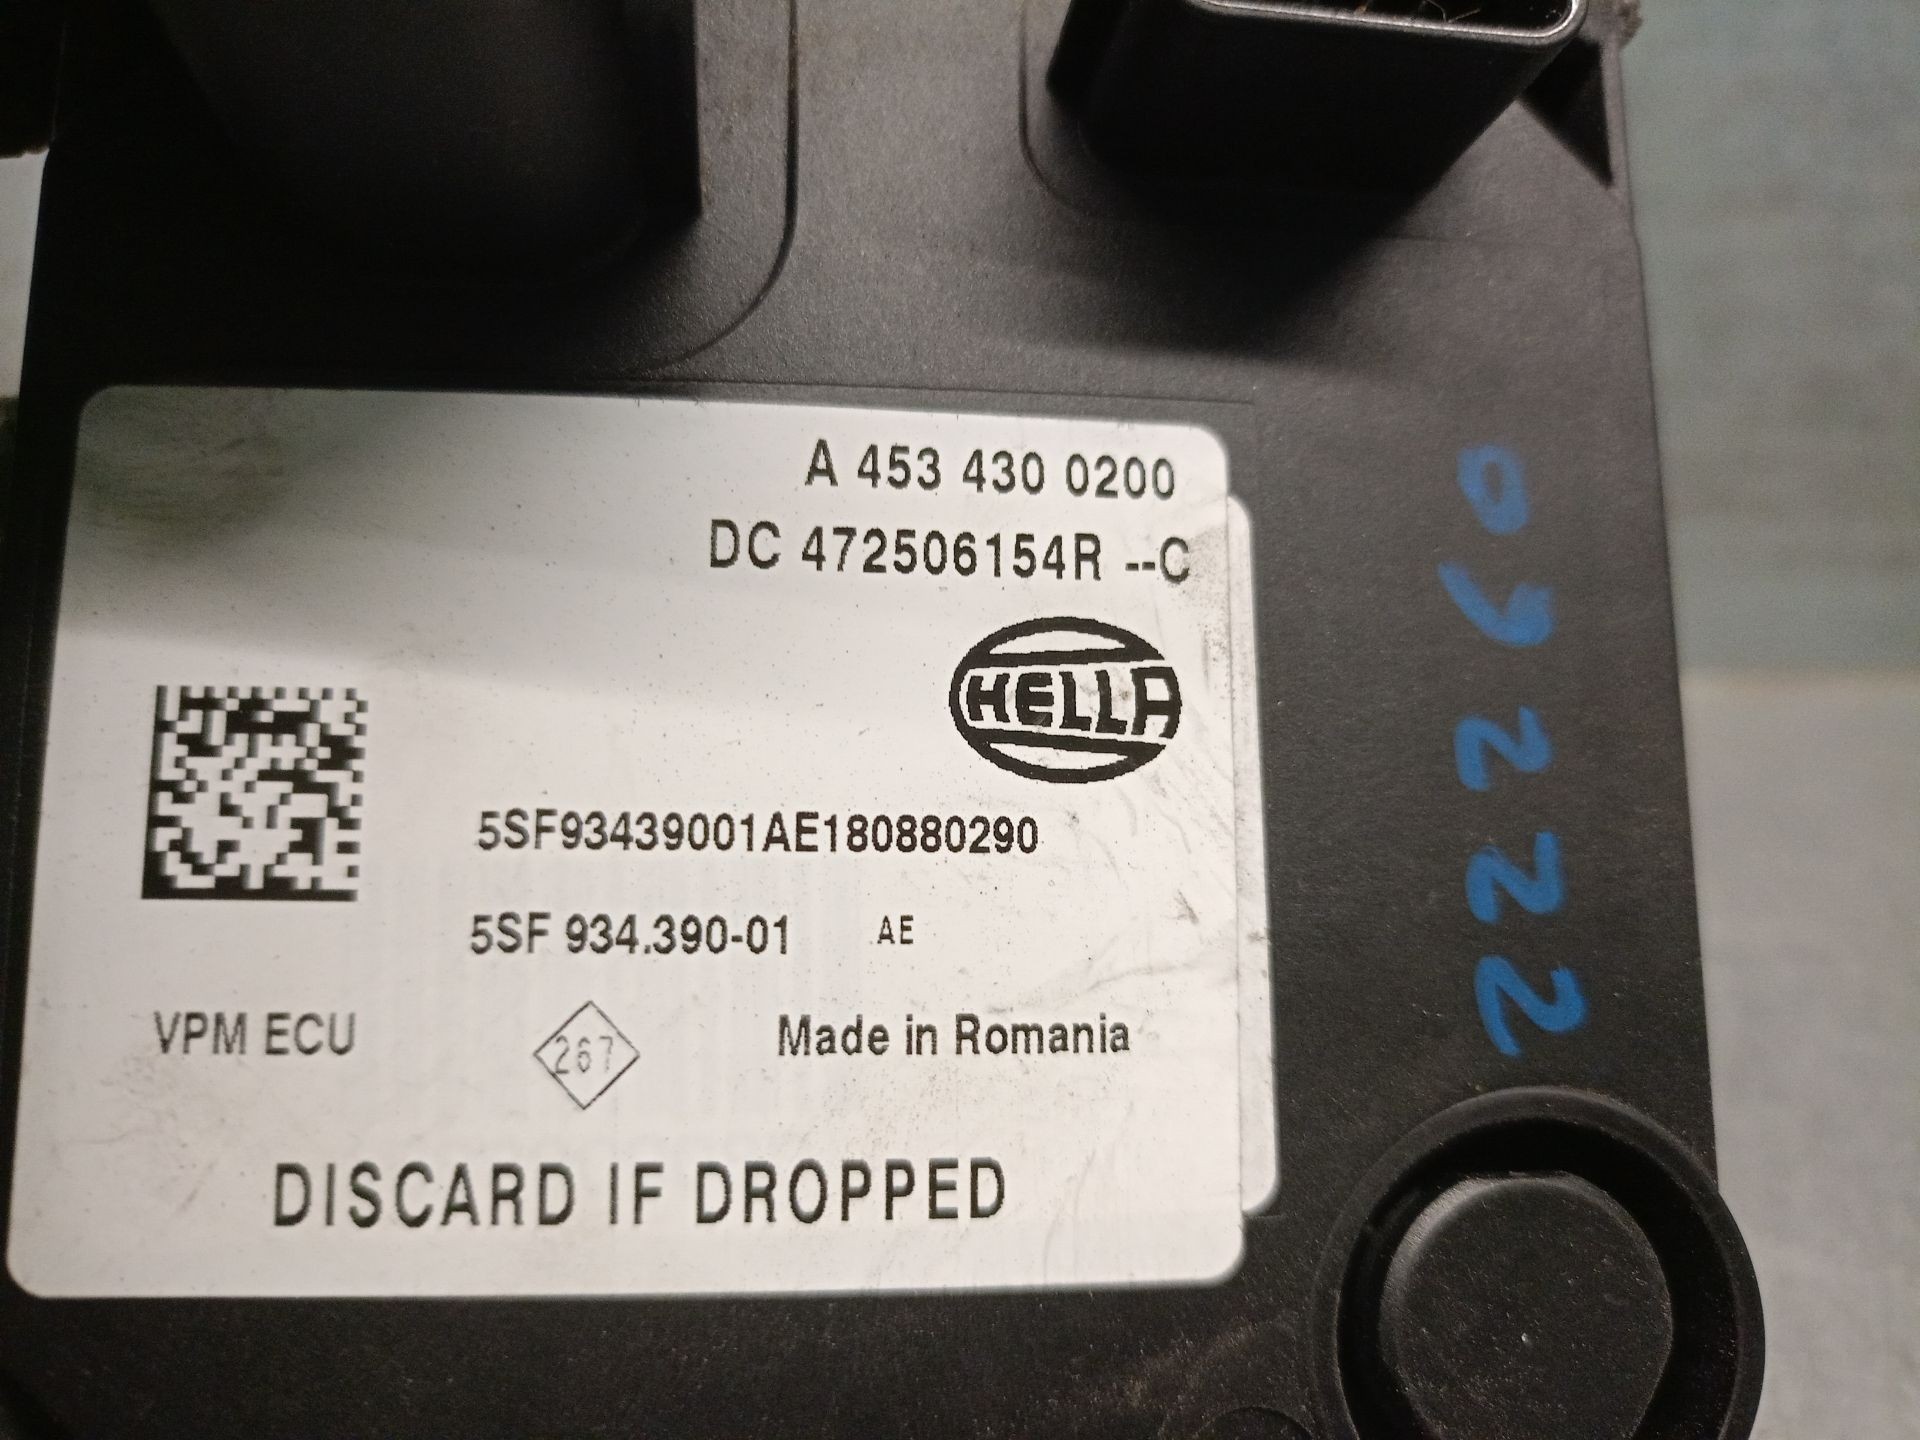 A 453 430 0200
DC 472506154R --C
HELLA
5SF93439001AE180880290
5SF 934.390-01 AE
VPM ECU 267 Made in Romania
DISCARD IF DROPPED